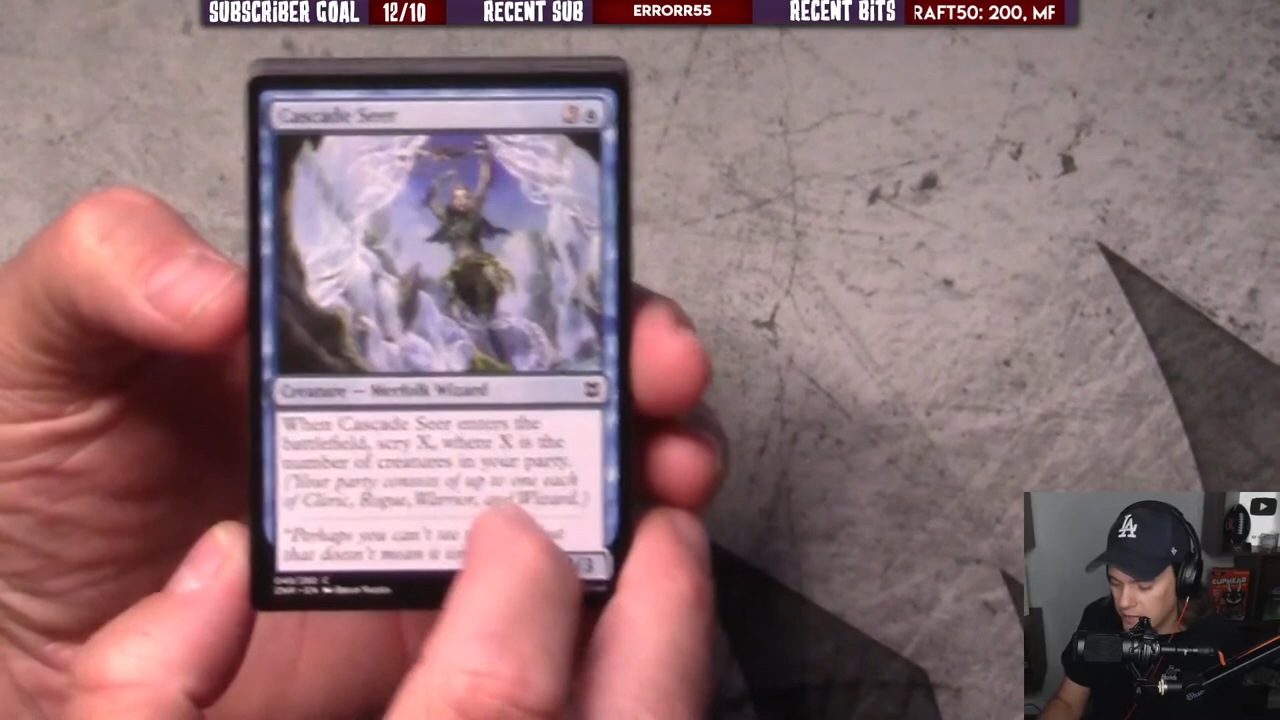 SUBSCRIBER GOAL 12/10 RECENT SUB ERRORR55 RECENT BITS RAFT50: 200, MF
Cascade Seer
Creature — Merfolk Wizard
When Cascade Seer enters the
battlefield, scry X, where X is the
number of creatures in your party.
(Your party consists of up to one each
of Cleric, Rogue, Warrior, and Wizard.)
"Perhaps you can't see
that doesn't mean it
/3
LA
CUPHEAD